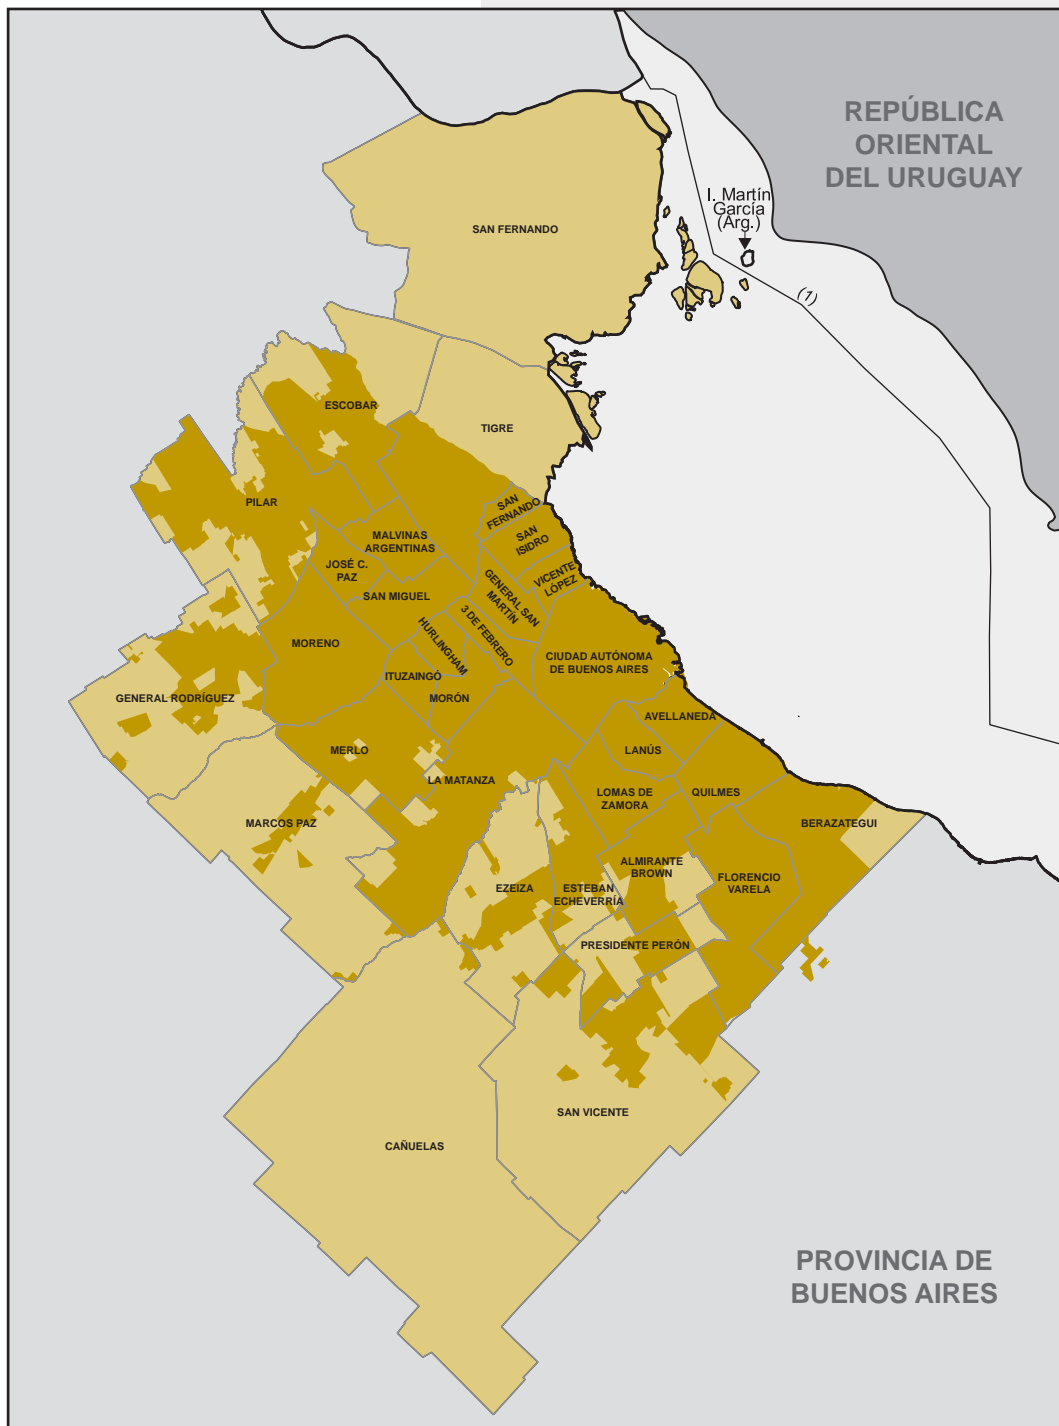 REPÚBLICA
ORIENTAL
DEL URUGUAY
I. Martín
García
(Arg.)
(1)
SAN FERNANDO
ESCOBAR
TIGRE
PILAR
SAN
FERNANDO
SAN
ISIDRO
MALVINAS
ARGENTINAS
JOSÉ C.
PAZ
VICENTE
LÓPEZ
GENERAL SAN
MARTÍN
SAN MIGUEL
3 DE FEBRERO
HURLINGHAM
MORENO
CIUDAD AUTÓNOMA
DE BUENOS AIRES
ITUZAINGÓ
GENERAL RODRÍGUEZ
MORÓN
AVELLANEDA
MERLO
LANÚS
LA MATANZA
LOMAS DE
ZAMORA
QUILMES
MARCOS PAZ
BERAZATEGUI
ALMIRANTE
BROWN
FLORENCIO
VARELA
EZEIZA
ESTEBAN
ECHEVERRÍA
PRESIDENTE PERÓN
SAN VICENTE
CAÑUELAS
PROVINCIA DE
BUENOS AIRES